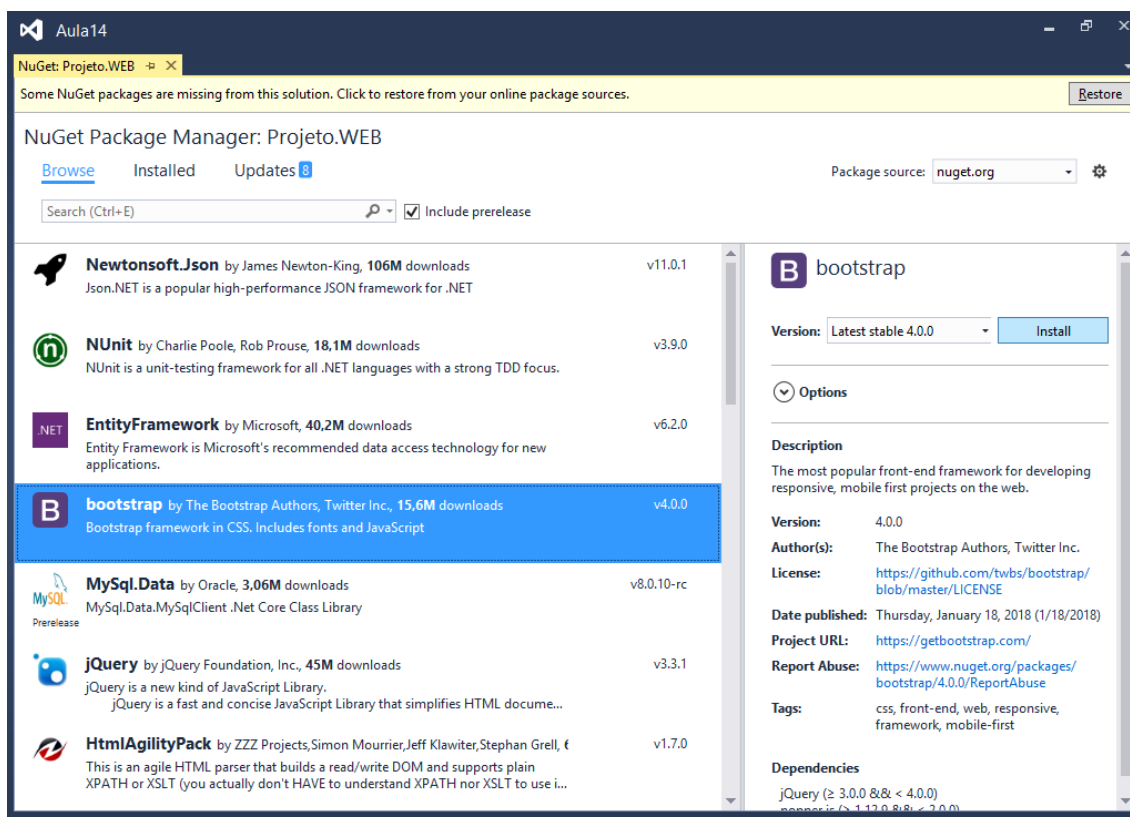 Aula14
NuGet: Projeto.WEB
Some NuGet packages are missing from this solution. Click to restore from your online package sources.
Restore
NuGet Package Manager: Projeto.WEB
Browse Installed Updates 8
Package source: nuget.org
Search (Ctrl+E)
Include prerelease
Newtonsoft.Json by James Newton-King, 106M downloads v11.0.1
Json.NET is a popular high-performance JSON framework for .NET
n
NUnit by Charlie Poole, Rob Prouse, 18,1M downloads v3.9.0
NUnit is a unit-testing framework for all .NET languages with a strong TDD focus.
.NET
EntityFramework by Microsoft, 40,2M downloads v6.2.0
Entity Framework is Microsoft's recommended data access technology for new
applications.
B
bootstrap by The Bootstrap Authors, Twitter Inc., 15,6M downloads v4.0.0
Bootstrap framework in CSS. Includes fonts and JavaScript
MySQL
Prerelease
MySql.Data by Oracle, 3,06M downloads v8.0.10-rc
MySql.Data.MySqlClient .Net Core Class Library
jQuery by jQuery Foundation, Inc., 45M downloads v3.3.1
jQuery is a new kind of JavaScript Library.
jQuery is a fast and concise JavaScript Library that simplifies HTML docume...
HtmlAgilityPack by ZZZ Projects,Simon Mourrier,Jeff Klawiter,Stephan Grell, v1.7.0
This is an agile HTML parser that builds a read/write DOM and supports plain
XPATH or XSLT (you actually don't HAVE to understand XPATH nor XSLT to use i...
B bootstrap
Version: Latest stable 4.0.0 Install
Options
Description
The most popular front-end framework for developing
responsive, mobile first projects on the web.
Version: 4.0.0
Author(s): The Bootstrap Authors, Twitter Inc.
License: https://github.com/twbs/bootstrap/
blob/master/LICENSE
Date published: Thursday, January 18, 2018 (1/18/2018)
Project URL: https://getbootstrap.com/
Report Abuse: https://www.nuget.org/packages/
bootstrap/4.0.0/ReportAbuse
Tags: css, front-end, web, responsive,
framework, mobile-first
Dependencies
jQuery (≥ 3.0.0 && < 4.0.0)
popper.js (≥ 1.12.9 && < 2.0.0)